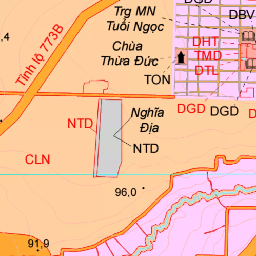 Trg MN
Tuổi Ngọc
DGD
DBV
Tỉnh lộ 773B
Chùa
Thừa Đức
DHT
TMD
DTL
TON
Nghĩa
Địa
DGD
DGD
NTD
NTD
CLN
96,0
91,9